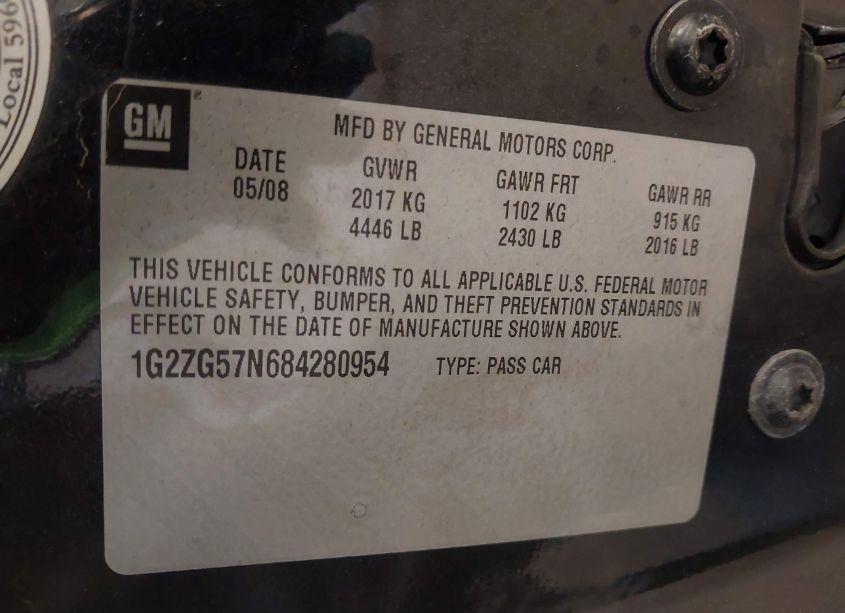 Local 596
GM®
MFD BY GENERAL MOTORS CORP.
DATE GVWR GAWR FRT GAWR RR
05/08 2017 KG 1102 KG 915 KG
4446 LB 2430 LB 2016 LB
THIS VEHICLE CONFORMS TO ALL APPLICABLE U.S. FEDERAL MOTOR
VEHICLE SAFETY, BUMPER, AND THEFT PREVENTION STANDARDS IN
EFFECT ON THE DATE OF MANUFACTURE SHOWN ABOVE.
1G2ZG57N684280954 TYPE: PASS CAR